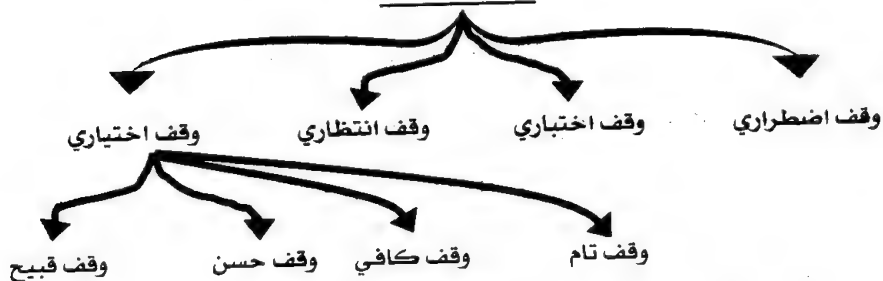 وقف اضطراري وقف اختباري وقف انتظاري وقف اختياري
وقف تام وقف كافي وقف حسن وقف قبيح